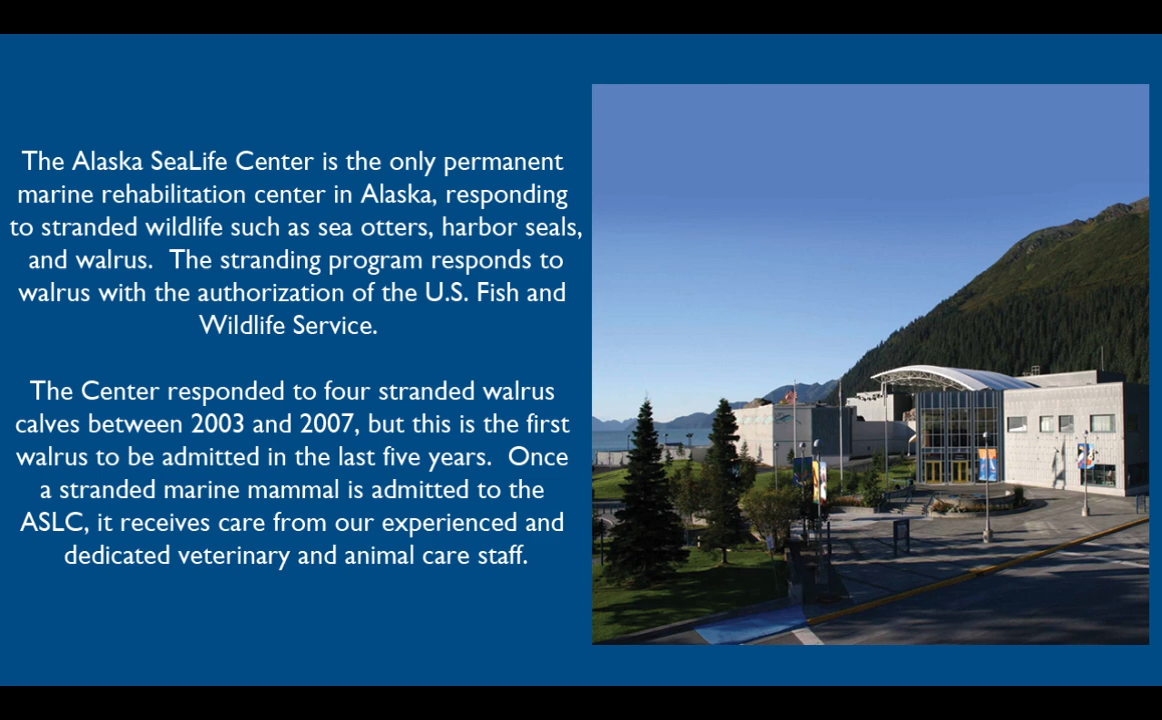 The Alaska SeaLife Center is the only permanent
marine rehabilitation center in Alaska, responding
to stranded wildlife such as sea otters, harbor seals,
and walrus.  The stranding program responds to
walrus with the authorization of the U.S. Fish and
Wildlife Service.
The Center responded to four stranded walrus
calves between 2003 and 2007, but this is the first
walrus to be admitted in the last five years.  Once
a stranded marine mammal is admitted to the
ASLC, it receives care from our experienced and
dedicated veterinary and animal care staff.